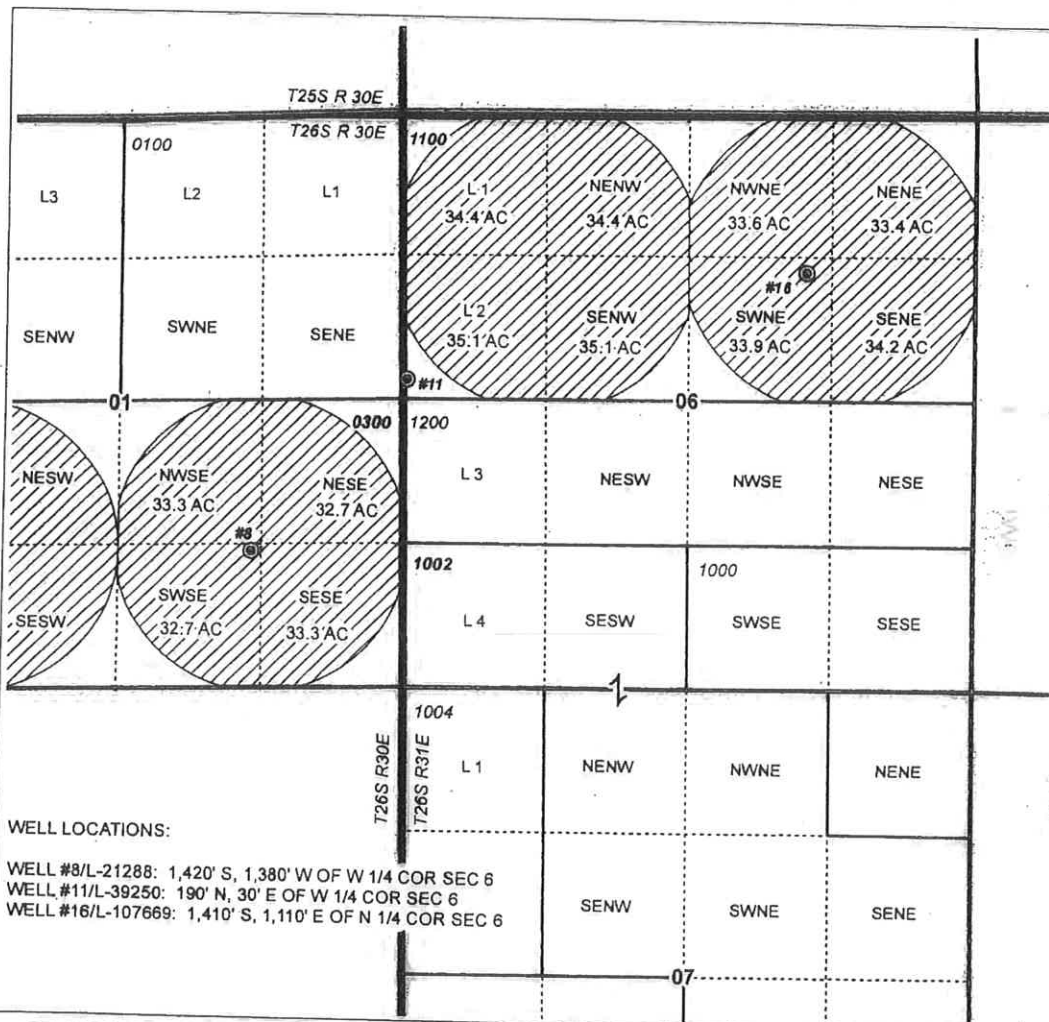 T25S R 30E
T26S R 30E
0100
1100
L3
L2
L1
L 1
34.4 AC
NENW
34.4 AC
NWNE
33.6 AC
NENE
33.4 AC
#16
SENW
SWNE
SENE
L 2
35.1 AC
SENW
35.1 AC
SWNE
33.9 AC
SENE
34.2 AC
#11
01
06
0300
1200
NESW
NWSE
33.3 AC
NESE
32.7 AC
L 3
NESW
NWSE
NESE
#8
1002
1000
SESW
SWSE
32.7 AC
SESE
33.3 AC
L 4
SESW
SWSE
SESE
1004
T26S R30E
T26S R31E
L 1
NENW
NWNE
NENE
SENW
SWNE
SENE
07
WELL LOCATIONS:
WELL #8/L-21288: 1,420' S, 1,380' W OF W 1/4 COR SEC 6
WELL #11/L-39250: 190' N, 30' E OF W 1/4 COR SEC 6
WELL #16/L-107669: 1,410' S, 1,110' E OF N 1/4 COR SEC 6